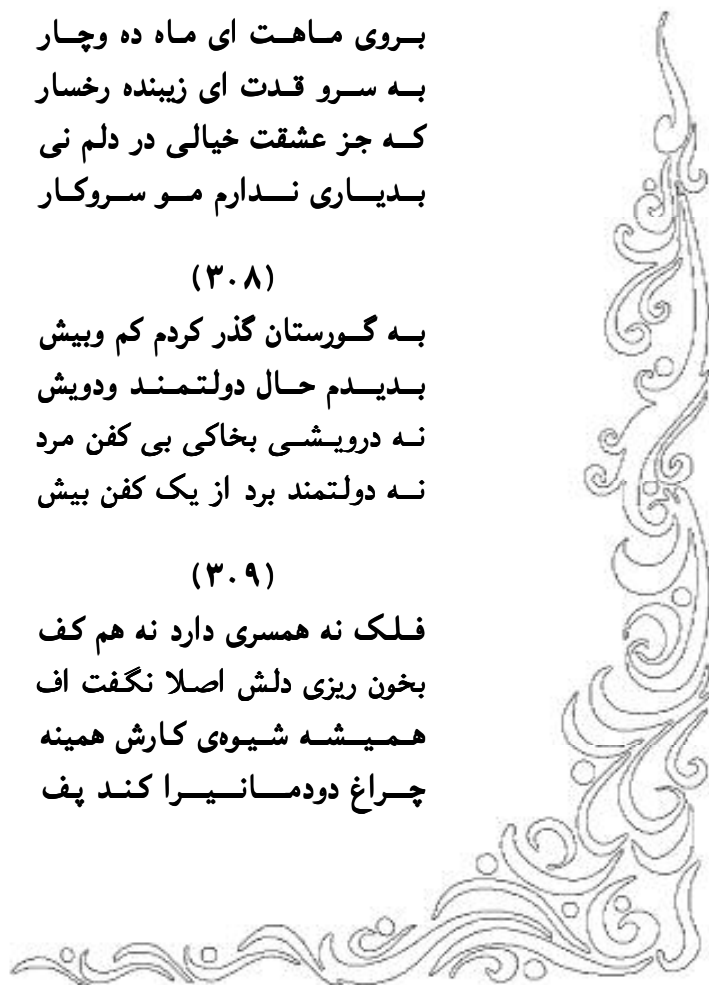 بروی ماهت ای ماه ده وچار
به سرو قدت ای زیبنده رخسار
که جز عشقت خیالی در دلم نی
بدیاری ندارم مو سروکار
(۳۰۸)
به گورستان گذر کردم کم وبیش
بدیدم حال دولتمند ودویش
نه درویشی بخاکی بی کفن مرد
نه دولتمند برد از یک کفن بیش
(۳۰۹)
فلک نه همسری دارد نه هم کف
بخون ریزی دلش اصلا نگفت اف
همیشه شیوه‌ی کارش همینه
چراغ دودمانیرا کند پف